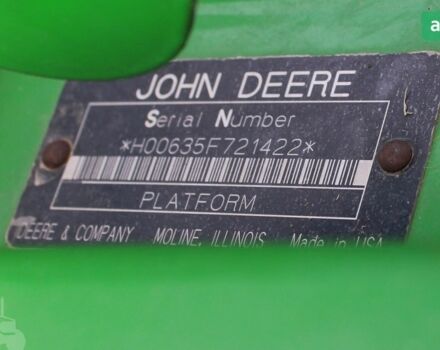 JOHN DEERE
Serial Number
*H00635F721422*
PLATFORM
DEERE & COMPANY MOLINE, ILLINOIS Made in USA